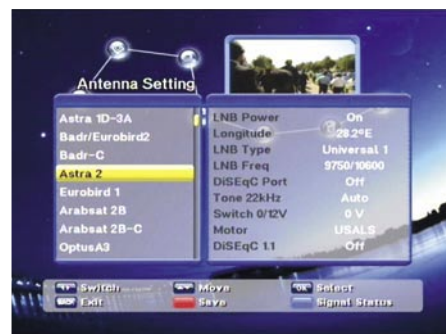 Antenna Setting
Astra 1D-3A
Badr/Eurobird2
Badr-C
Astra 2
Eurobird 1
Arabsat 2B
Arabsat 2B-C
OptusA3
LNB Power On
Longitude 28.2ºE
LNB Type Universal 1
LNB Freq 9750/10600
DiSEqC Port Off
Tone 22kHz Auto
Switch 0/12V 0 V
Motor USALS
DiSEqC 1.1 Off
Switch Move OK Select
Exit Save Signal Status